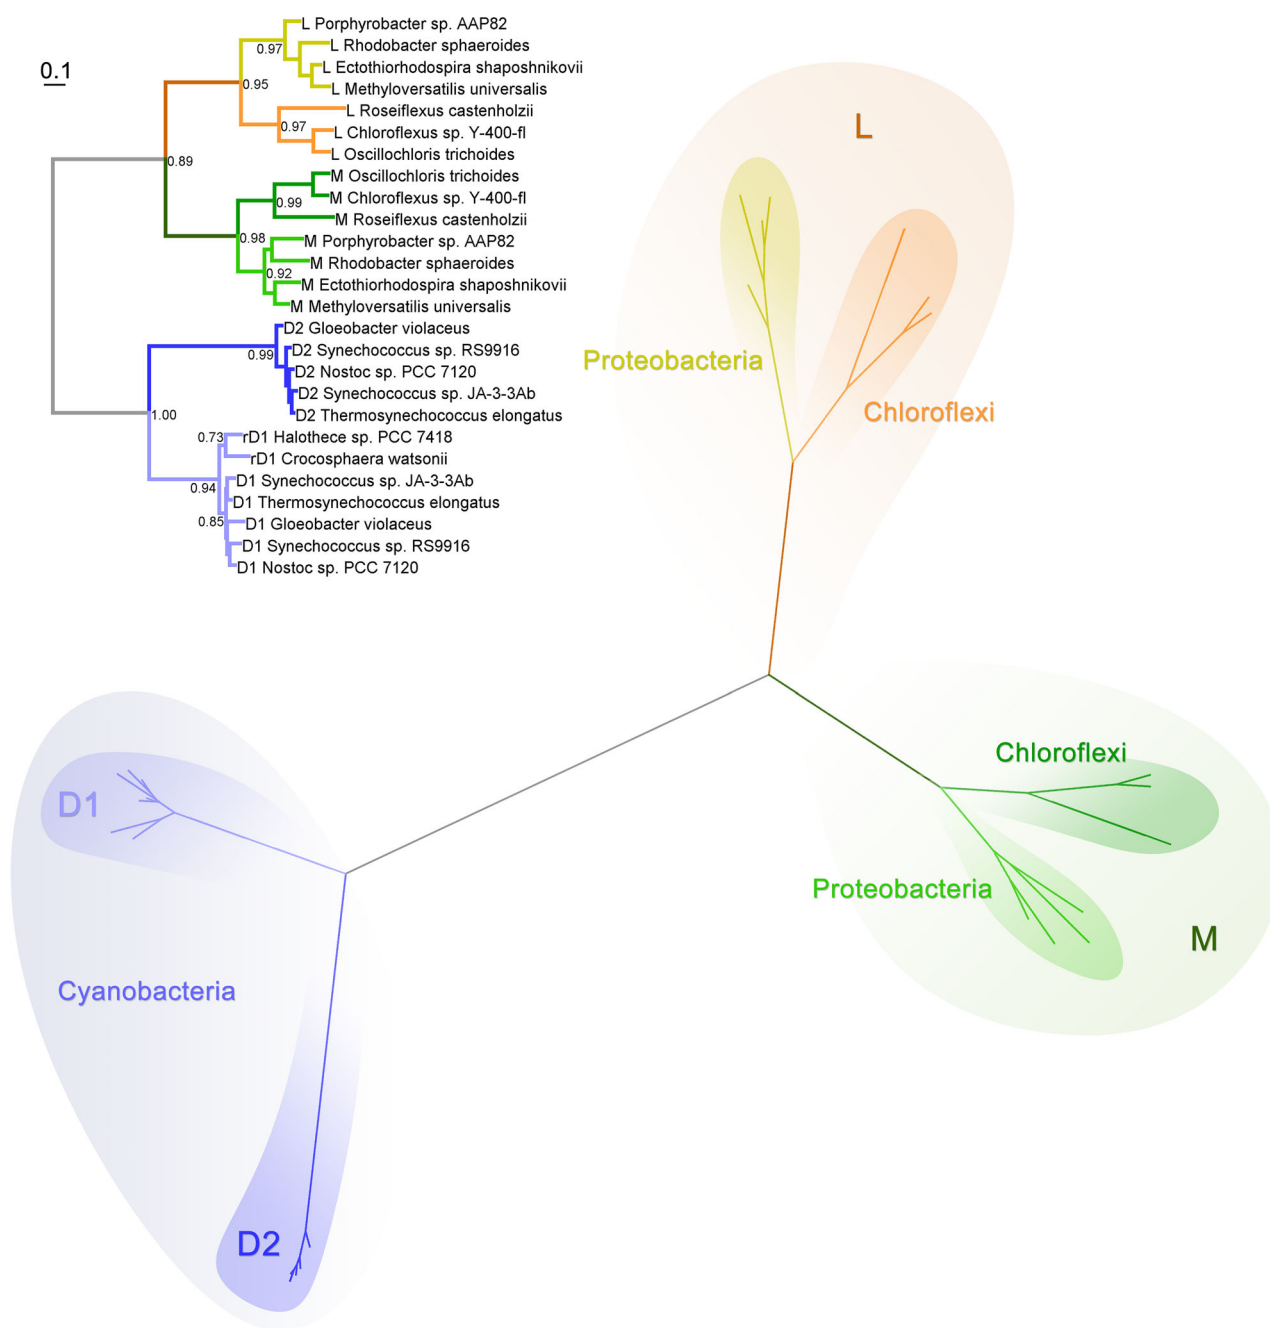 0.1
L Porphyrobacter sp. AAP82
0.97
L Rhodobacter sphaeroides
L Ectothiorhodospira shaposhnikovii
0.95
L Methyloversatilis universalis
L Roseiflexus castenholzii
0.97
L Chloroflexus sp. Y-400-fl
L Oscillochloris trichoides
0.89
M Oscillochloris trichoides
M Chloroflexus sp. Y-400-fl
0.99
M Roseiflexus castenholzii
0.98
M Porphyrobacter sp. AAP82
M Rhodobacter sphaeroides
0.92
M Ectothiorhodospira shaposhnikovii
M Methyloversatilis universalis
D2 Gloeobacter violaceus
0.99
D2 Synechococcus sp. RS9916
D2 Nostoc sp. PCC 7120
D2 Synechococcus sp. JA-3-3Ab
1.00
D2 Thermosynechococcus elongatus
0.73
rD1 Halothece sp. PCC 7418
rD1 Crocosphaera watsonii
0.94
D1 Synechococcus sp. JA-3-3Ab
D1 Thermosynechococcus elongatus
0.85
D1 Gloeobacter violaceus
D1 Synechococcus sp. RS9916
D1 Nostoc sp. PCC 7120
L
Proteobacteria
Chloroflexi
Chloroflexi
D1
Proteobacteria
M
Cyanobacteria
D2